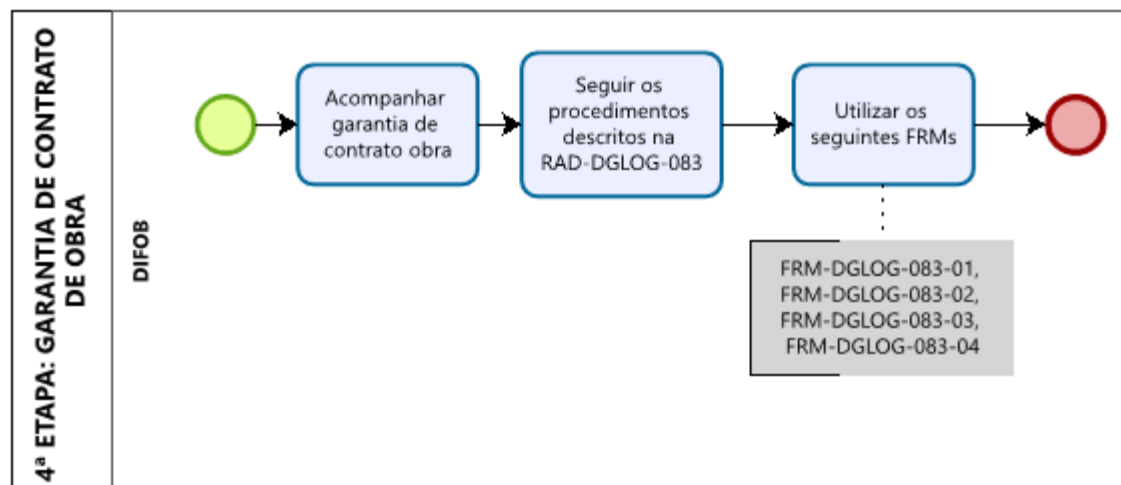 4ª ETAPA: GARANTIA DE CONTRATO
DE OBRA
DIFOB
Acompanhar
garantia de
contrato obra
Seguir os
procedimentos
descritos na
RAD-DGLOG-083
Utilizar os
seguintes FRMs
FRM-DGLOG-083-01,
FRM-DGLOG-083-02,
FRM-DGLOG-083-03,
FRM-DGLOG-083-04